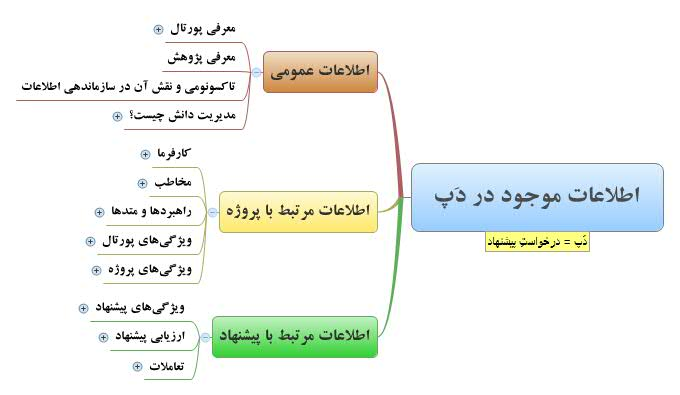 اطلاعات موجود در دَپ
دَپ = درخواستِ پیشنهاد
اطلاعات عمومی
معرفی پورتال
معرفی پژوهش
تاکسونومی و نقش آن در سازماندهی اطلاعات
مدیریت دانش چیست؟
اطلاعات مرتبط با پروژه
کارفرما
مخاطب
راهبردها و متدها
ویژگی‌های پورتال
ویژگی‌های پروژه
اطلاعات مرتبط با پیشنهاد
ویژگی‌های پیشنهاد
ارزیابی پیشنهاد
تعاملات